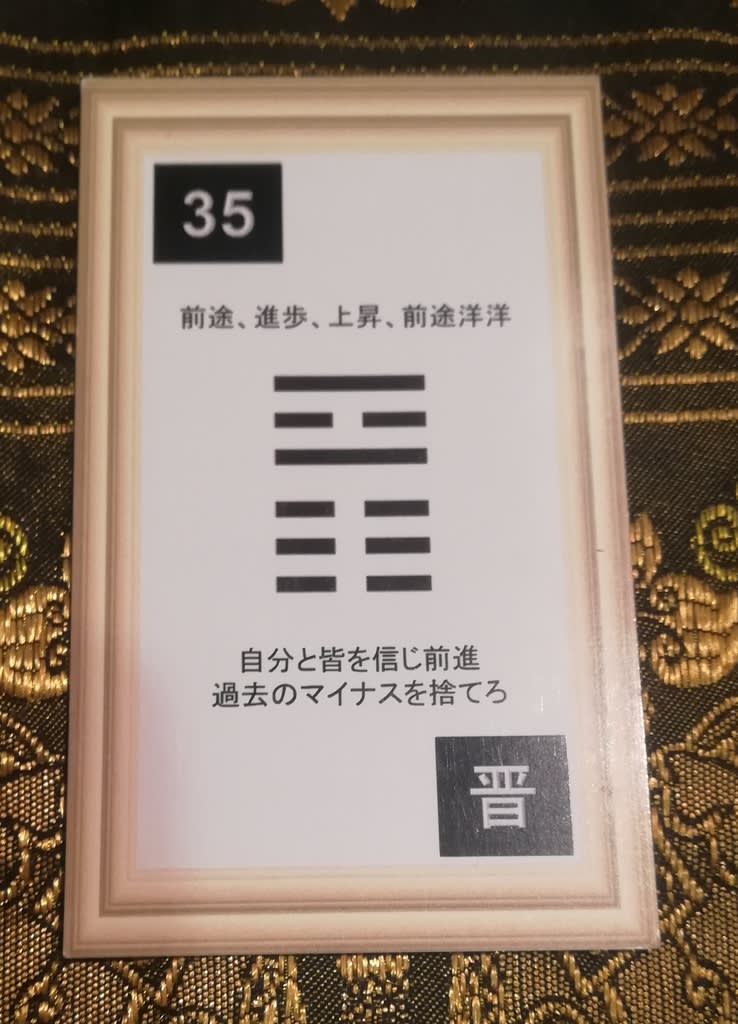 35
前途、進歩、上昇、前途洋洋
自分と皆を信じ前進
過去のマイナスを捨てろ
晋